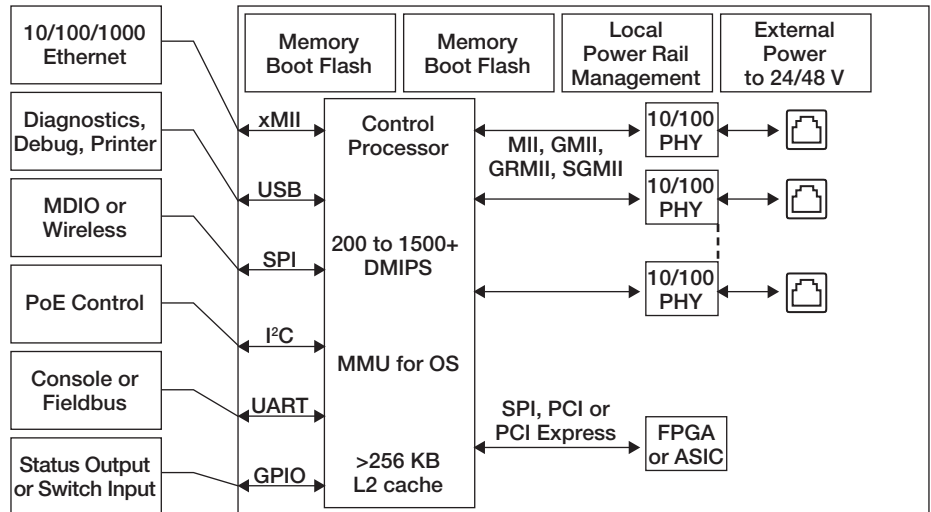 10/100/1000
Ethernet
Diagnostics,
Debug, Printer
MDIO or
Wireless
PoE Control
Console or
Fieldbus
Status Output
or Switch Input
Memory
Boot Flash
Memory
Boot Flash
Local
Power Rail
Management
External
Power
to 24/48 V
xMII
USB
SPI
I²C
UART
GPIO
Control
Processor
200 to 1500+
DMIPS
MMU for OS
>256 KB
L2 cache
MII, GMII,
GRMII, SGMII
10/100
PHY
10/100
PHY
10/100
PHY
SPI, PCI or
PCI Express
FPGA
or ASIC